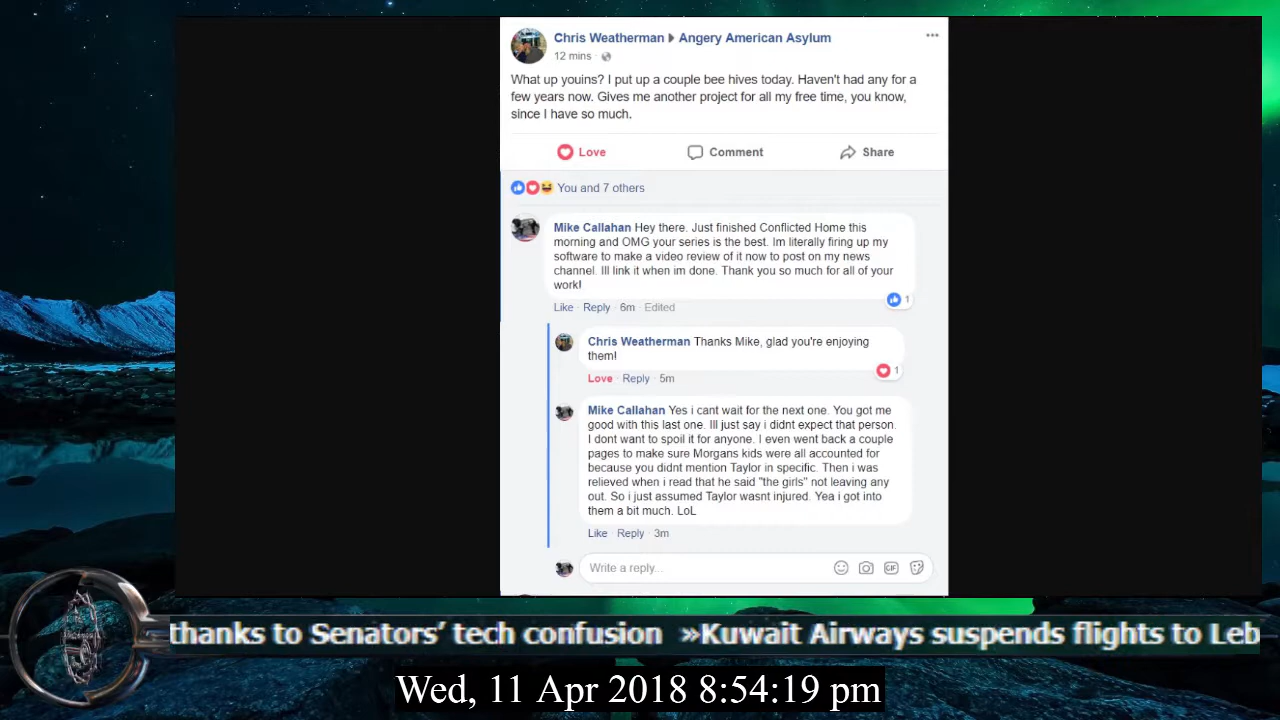 Chris Weatherman Angery American Asylum
12 mins ·
What up youins? I put up a couple bee hives today. Haven't had any for a
few years now. Gives me another project for all my free time, you know,
since I have so much.
Love Comment Share
You and 7 others
Mike Callahan Hey there. Just finished Conflicted Home this
morning and OMG your series is the best. Im literally firing up my
software to make a video review of it now to post on my news
channel. Ill link it when im done. Thank you so much for all of your
work!
1
Like · Reply · 6m · Edited
Chris Weatherman Thanks Mike, glad you're enjoying
them!
1
Love · Reply · 5m
Mike Callahan Yes i cant wait for the next one. You got me
good with this last one. Ill just say i didnt expect that person.
I dont want to spoil it for anyone. I even went back a couple
pages to make sure Morgans kids were all accounted for
because you didnt mention Taylor in specific. Then i was
relieved when i read that he said "the girls" not leaving any
out. So i just assumed Taylor wasnt injured. Yea i got into
them a bit much. LoL
Like · Reply · 3m
Write a reply...
GIF
thanks to Senators’ tech confusion »Kuwait Airways suspends flights to Leb
Wed, 11 Apr 2018 8:54:19 pm